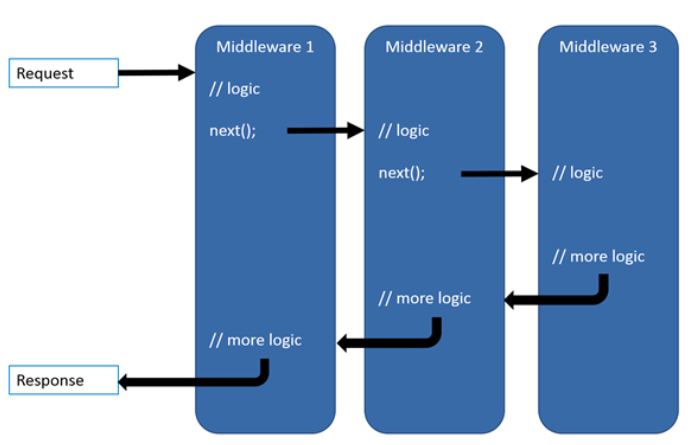 Middleware 1
Middleware 2
Middleware 3
Request
// logic
next();
// logic
next();
// logic
// more logic
// more logic
// more logic
Response